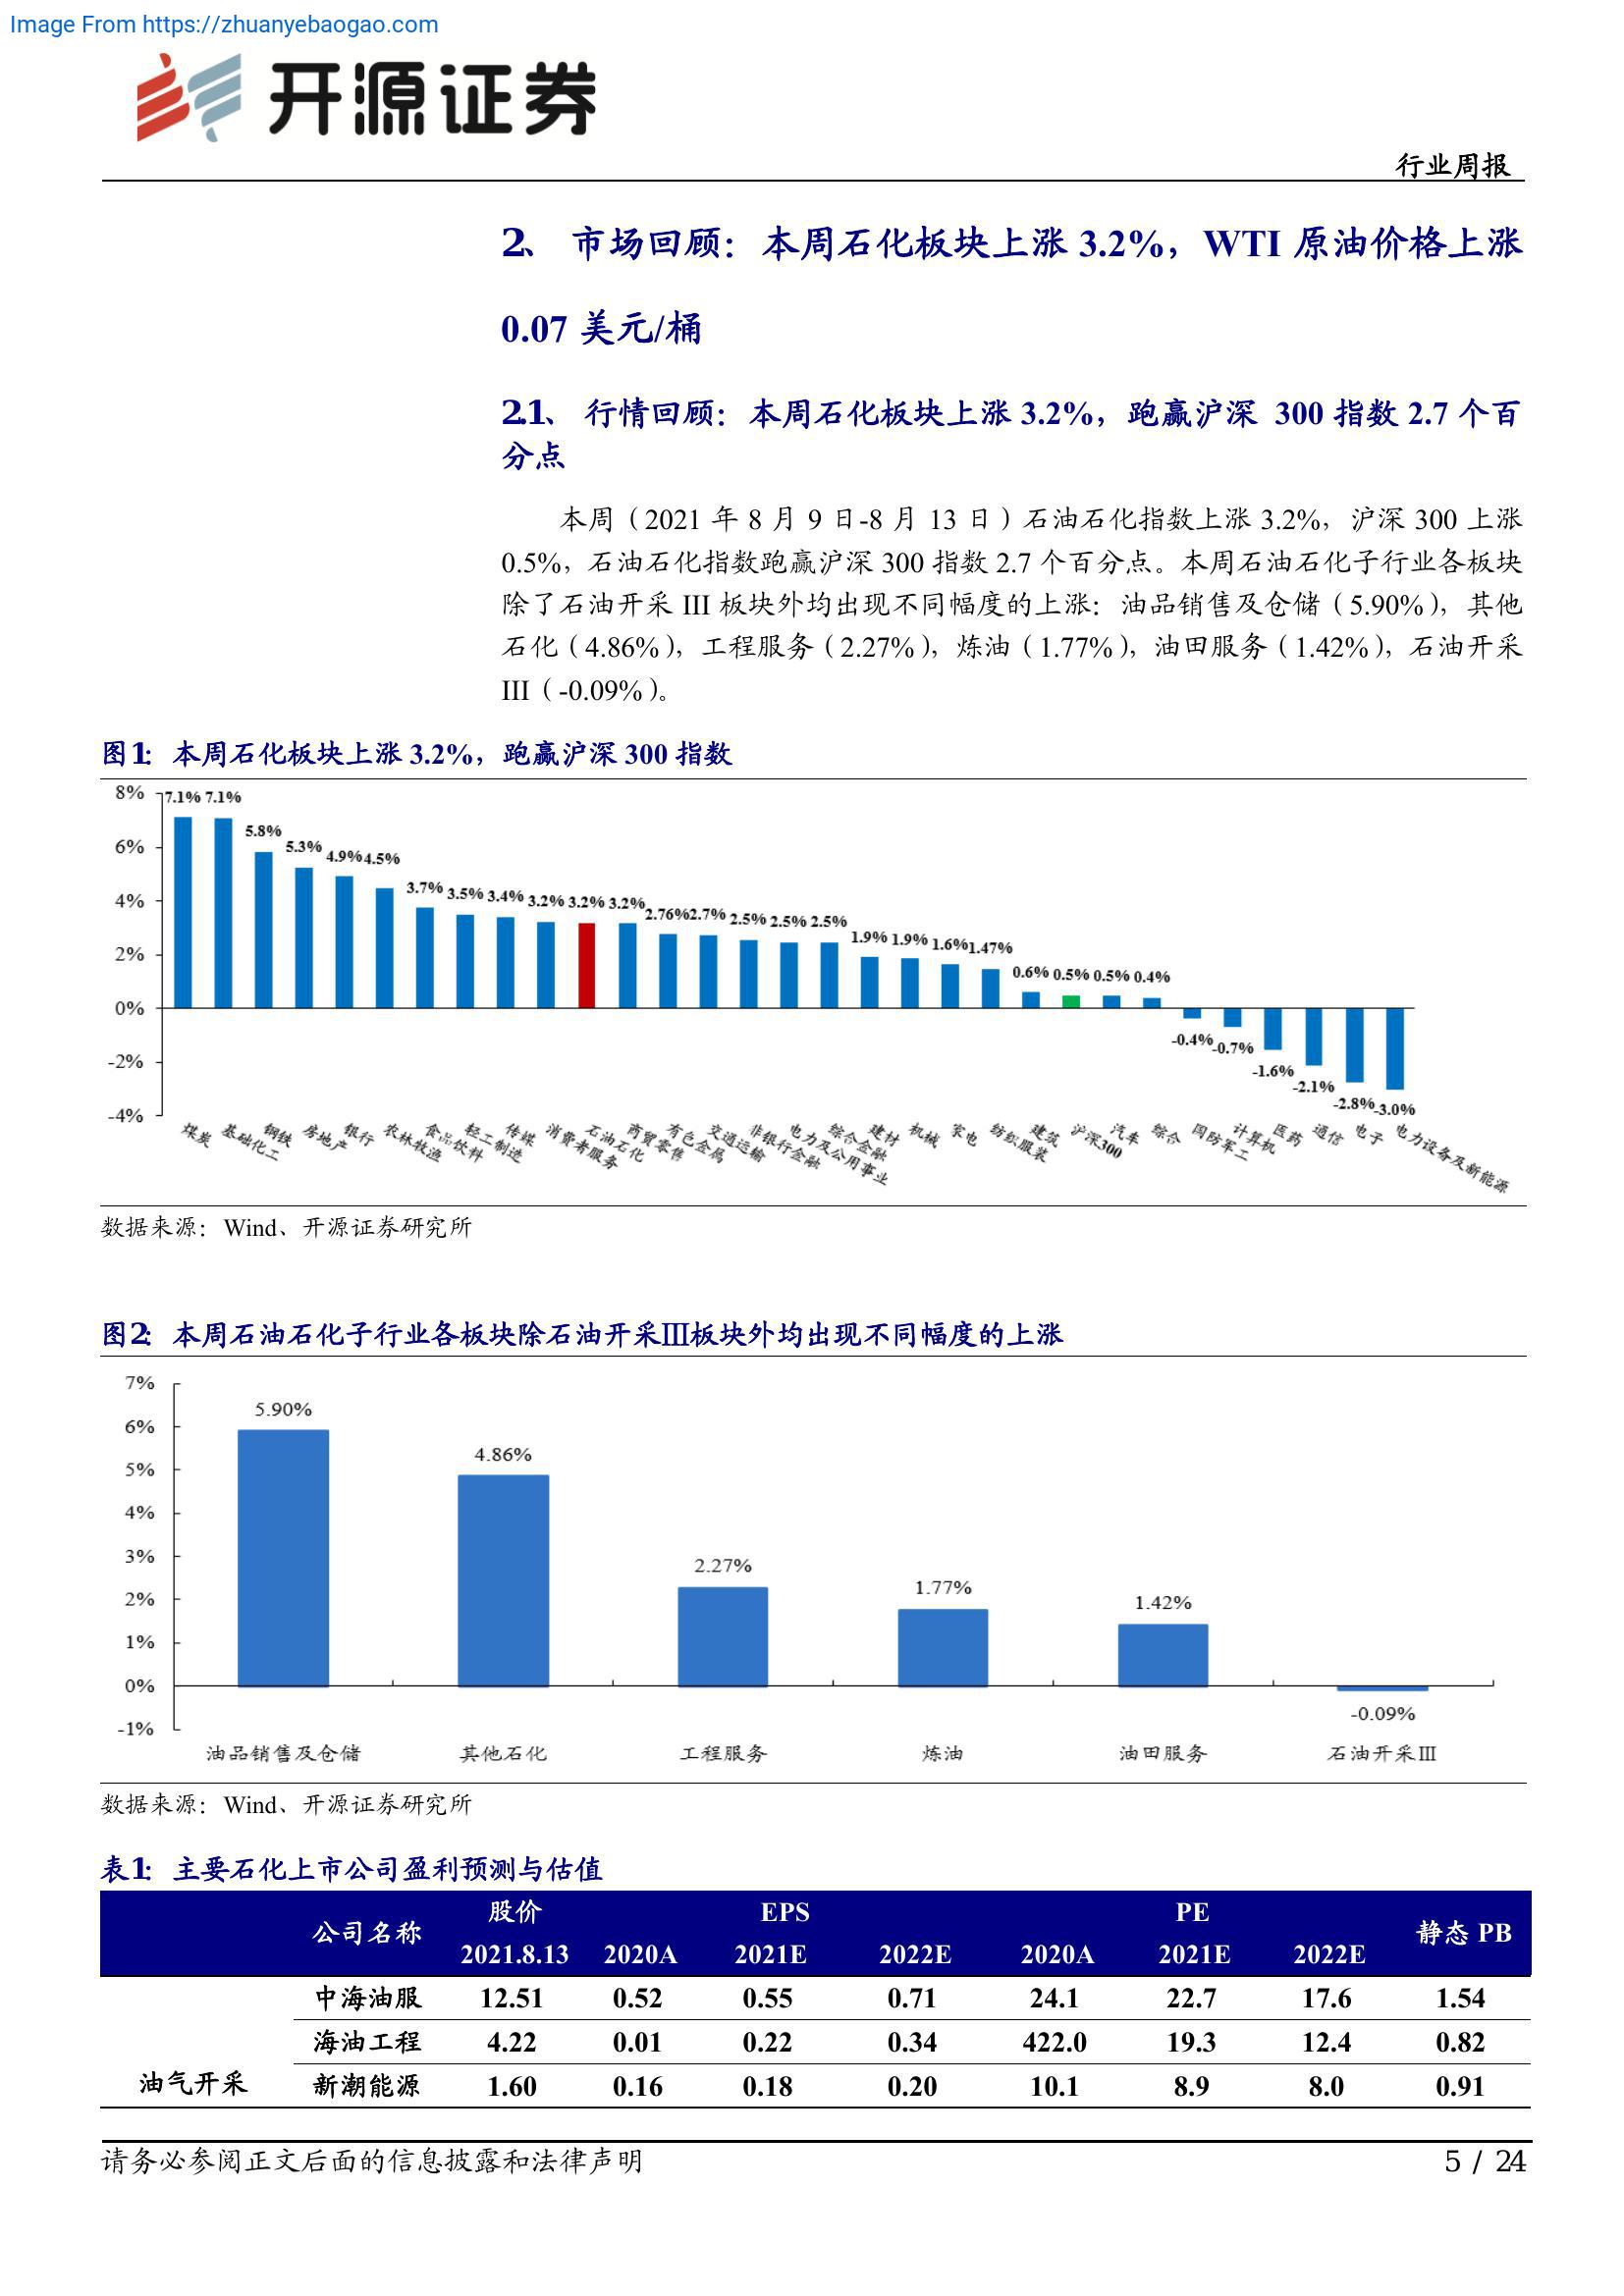 Image From https://zhuanyebaogao.com
开源证券
行业周报
2、 市场回顾：本周石化板块上涨 3.2%，WTI 原油价格上涨
0.07 美元/桶
2.1、 行情回顾：本周石化板块上涨 3.2%，跑赢沪深 300 指数 2.7 个百
分点
本周（2021 年 8 月 9 日-8 月 13 日）石油石化指数上涨 3.2%，沪深 300 上涨
0.5%，石油石化指数跑赢沪深 300 指数 2.7 个百分点。本周石油石化子行业各板块
除了石油开采 III 板块外均出现不同幅度的上涨：油品销售及仓储（5.90%），其他
石化（4.86%），工程服务（2.27%），炼油（1.77%），油田服务（1.42%），石油开采
III（-0.09%）。
图1： 本周石化板块上涨 3.2%，跑赢沪深 300 指数
8%
6%
4%
2%
0%
-2%
-4%
7.1% 7.1% 5.8% 5.3% 4.9% 4.5% 3.7% 3.5% 3.4% 3.2% 3.2% 3.2% 2.76% 2.7% 2.5% 2.5% 2.5% 1.9% 1.9% 1.6% 1.47% 0.6% 0.5% 0.5% 0.4% -0.4% -0.7% -1.6% -2.1% -2.8% -3.0%
煤炭 基础化工 钢铁 房地产 银行 农林牧渔 食品饮料 轻工制造 传媒 消费者服务 石油石化 商贸零售 有色金属 交通运输 非银行金融 电力及公用事业 综合金融 建材 机械 家电 纺织服装 建筑 沪深300 汽车 综合 国防军工 计算机 医药 通信 电子 电力设备及新能源
数据来源：Wind、开源证券研究所
图2： 本周石油石化子行业各板块除石油开采Ⅲ板块外均出现不同幅度的上涨
7%
6%
5%
4%
3%
2%
1%
0%
-1%
5.90% 4.86% 2.27% 1.77% 1.42% -0.09%
油品销售及仓储 其他石化 工程服务 炼油 油田服务 石油开采Ⅲ
数据来源：Wind、开源证券研究所
表1： 主要石化上市公司盈利预测与估值
公司名称 股价 EPS PE 静态 PB
2021.8.13 2020A 2021E 2022E 2020A 2021E 2022E
中海油服 12.51 0.52 0.55 0.71 24.1 22.7 17.6 1.54
海油工程 4.22 0.01 0.22 0.34 422.0 19.3 12.4 0.82
油气开采 新潮能源 1.60 0.16 0.18 0.20 10.1 8.9 8.0 0.91
请务必参阅正文后面的信息披露和法律声明
5 / 24